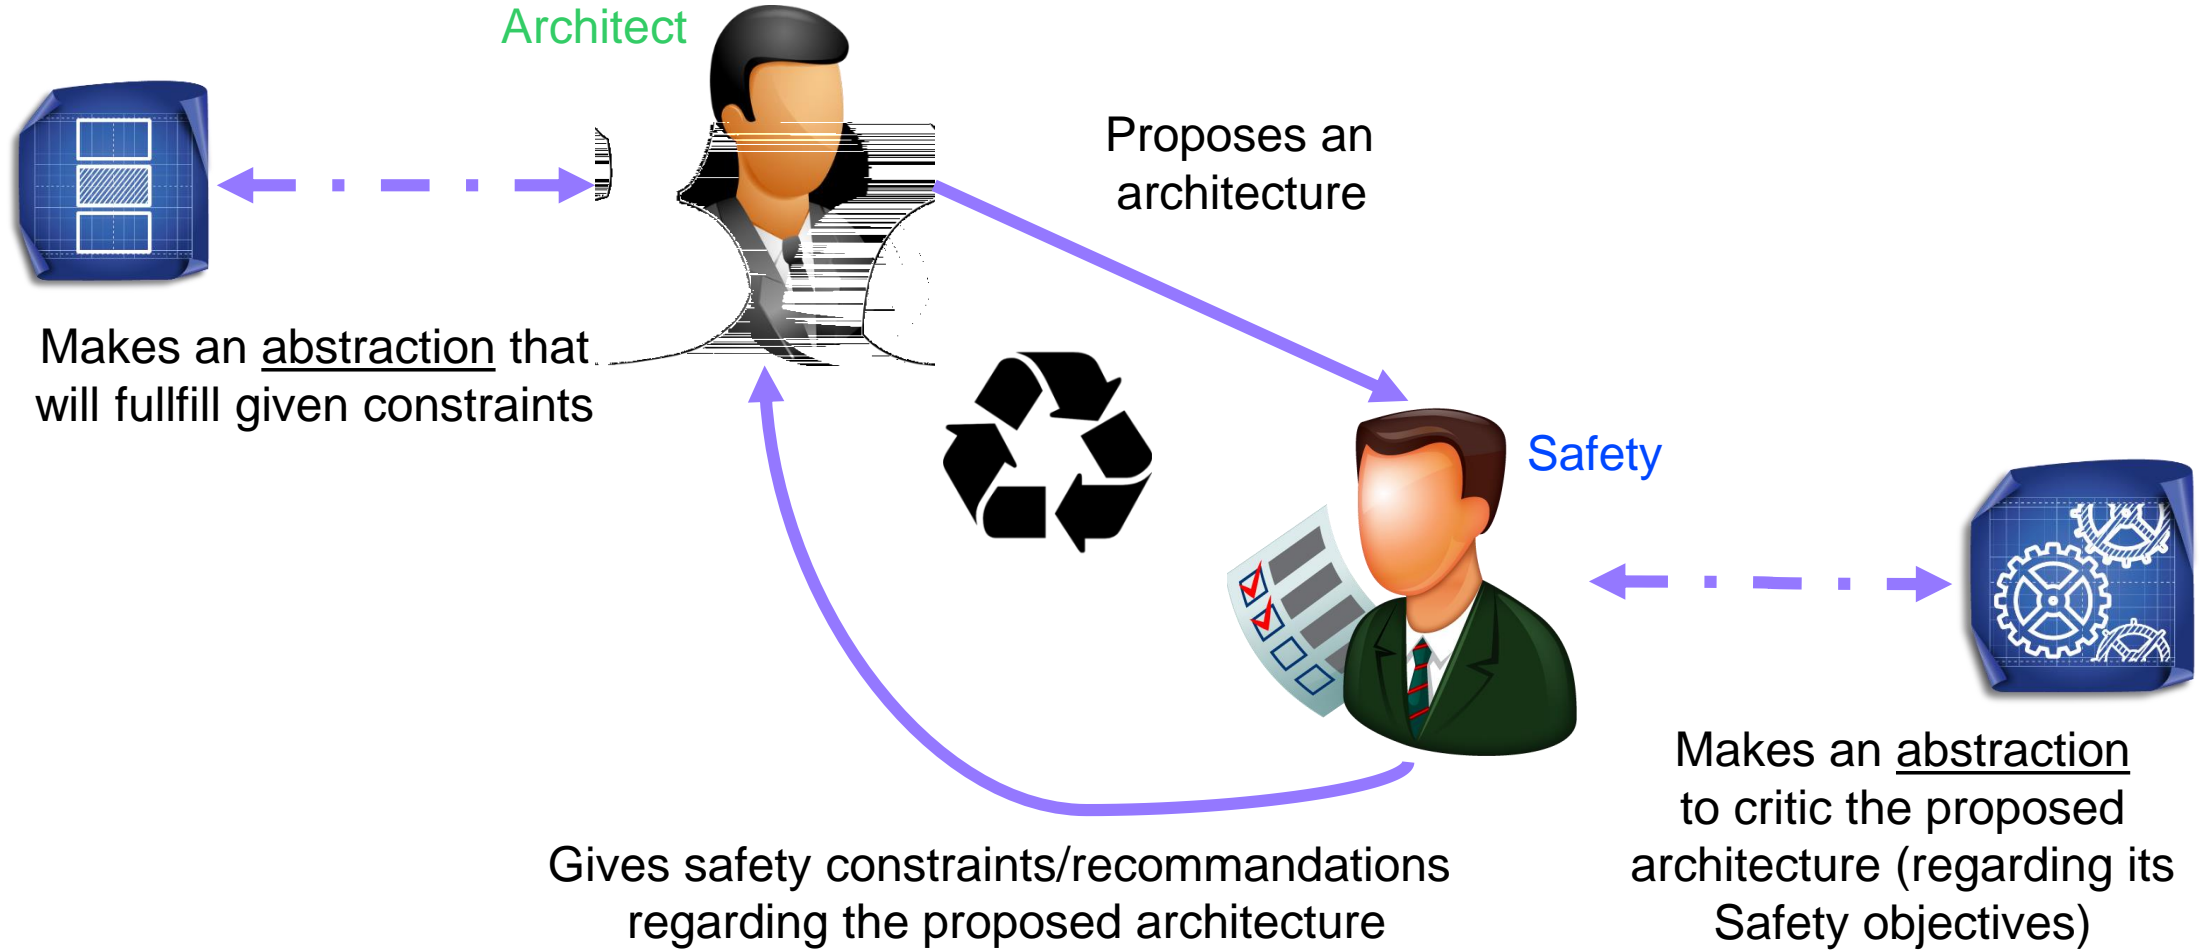 Architect
Proposes an
architecture
Makes an abstraction that
will fullfill given constraints
Safety
Makes an abstraction
to critic the proposed
architecture (regarding its
Safety objectives)
Gives safety constraints/recommandations
regarding the proposed architecture